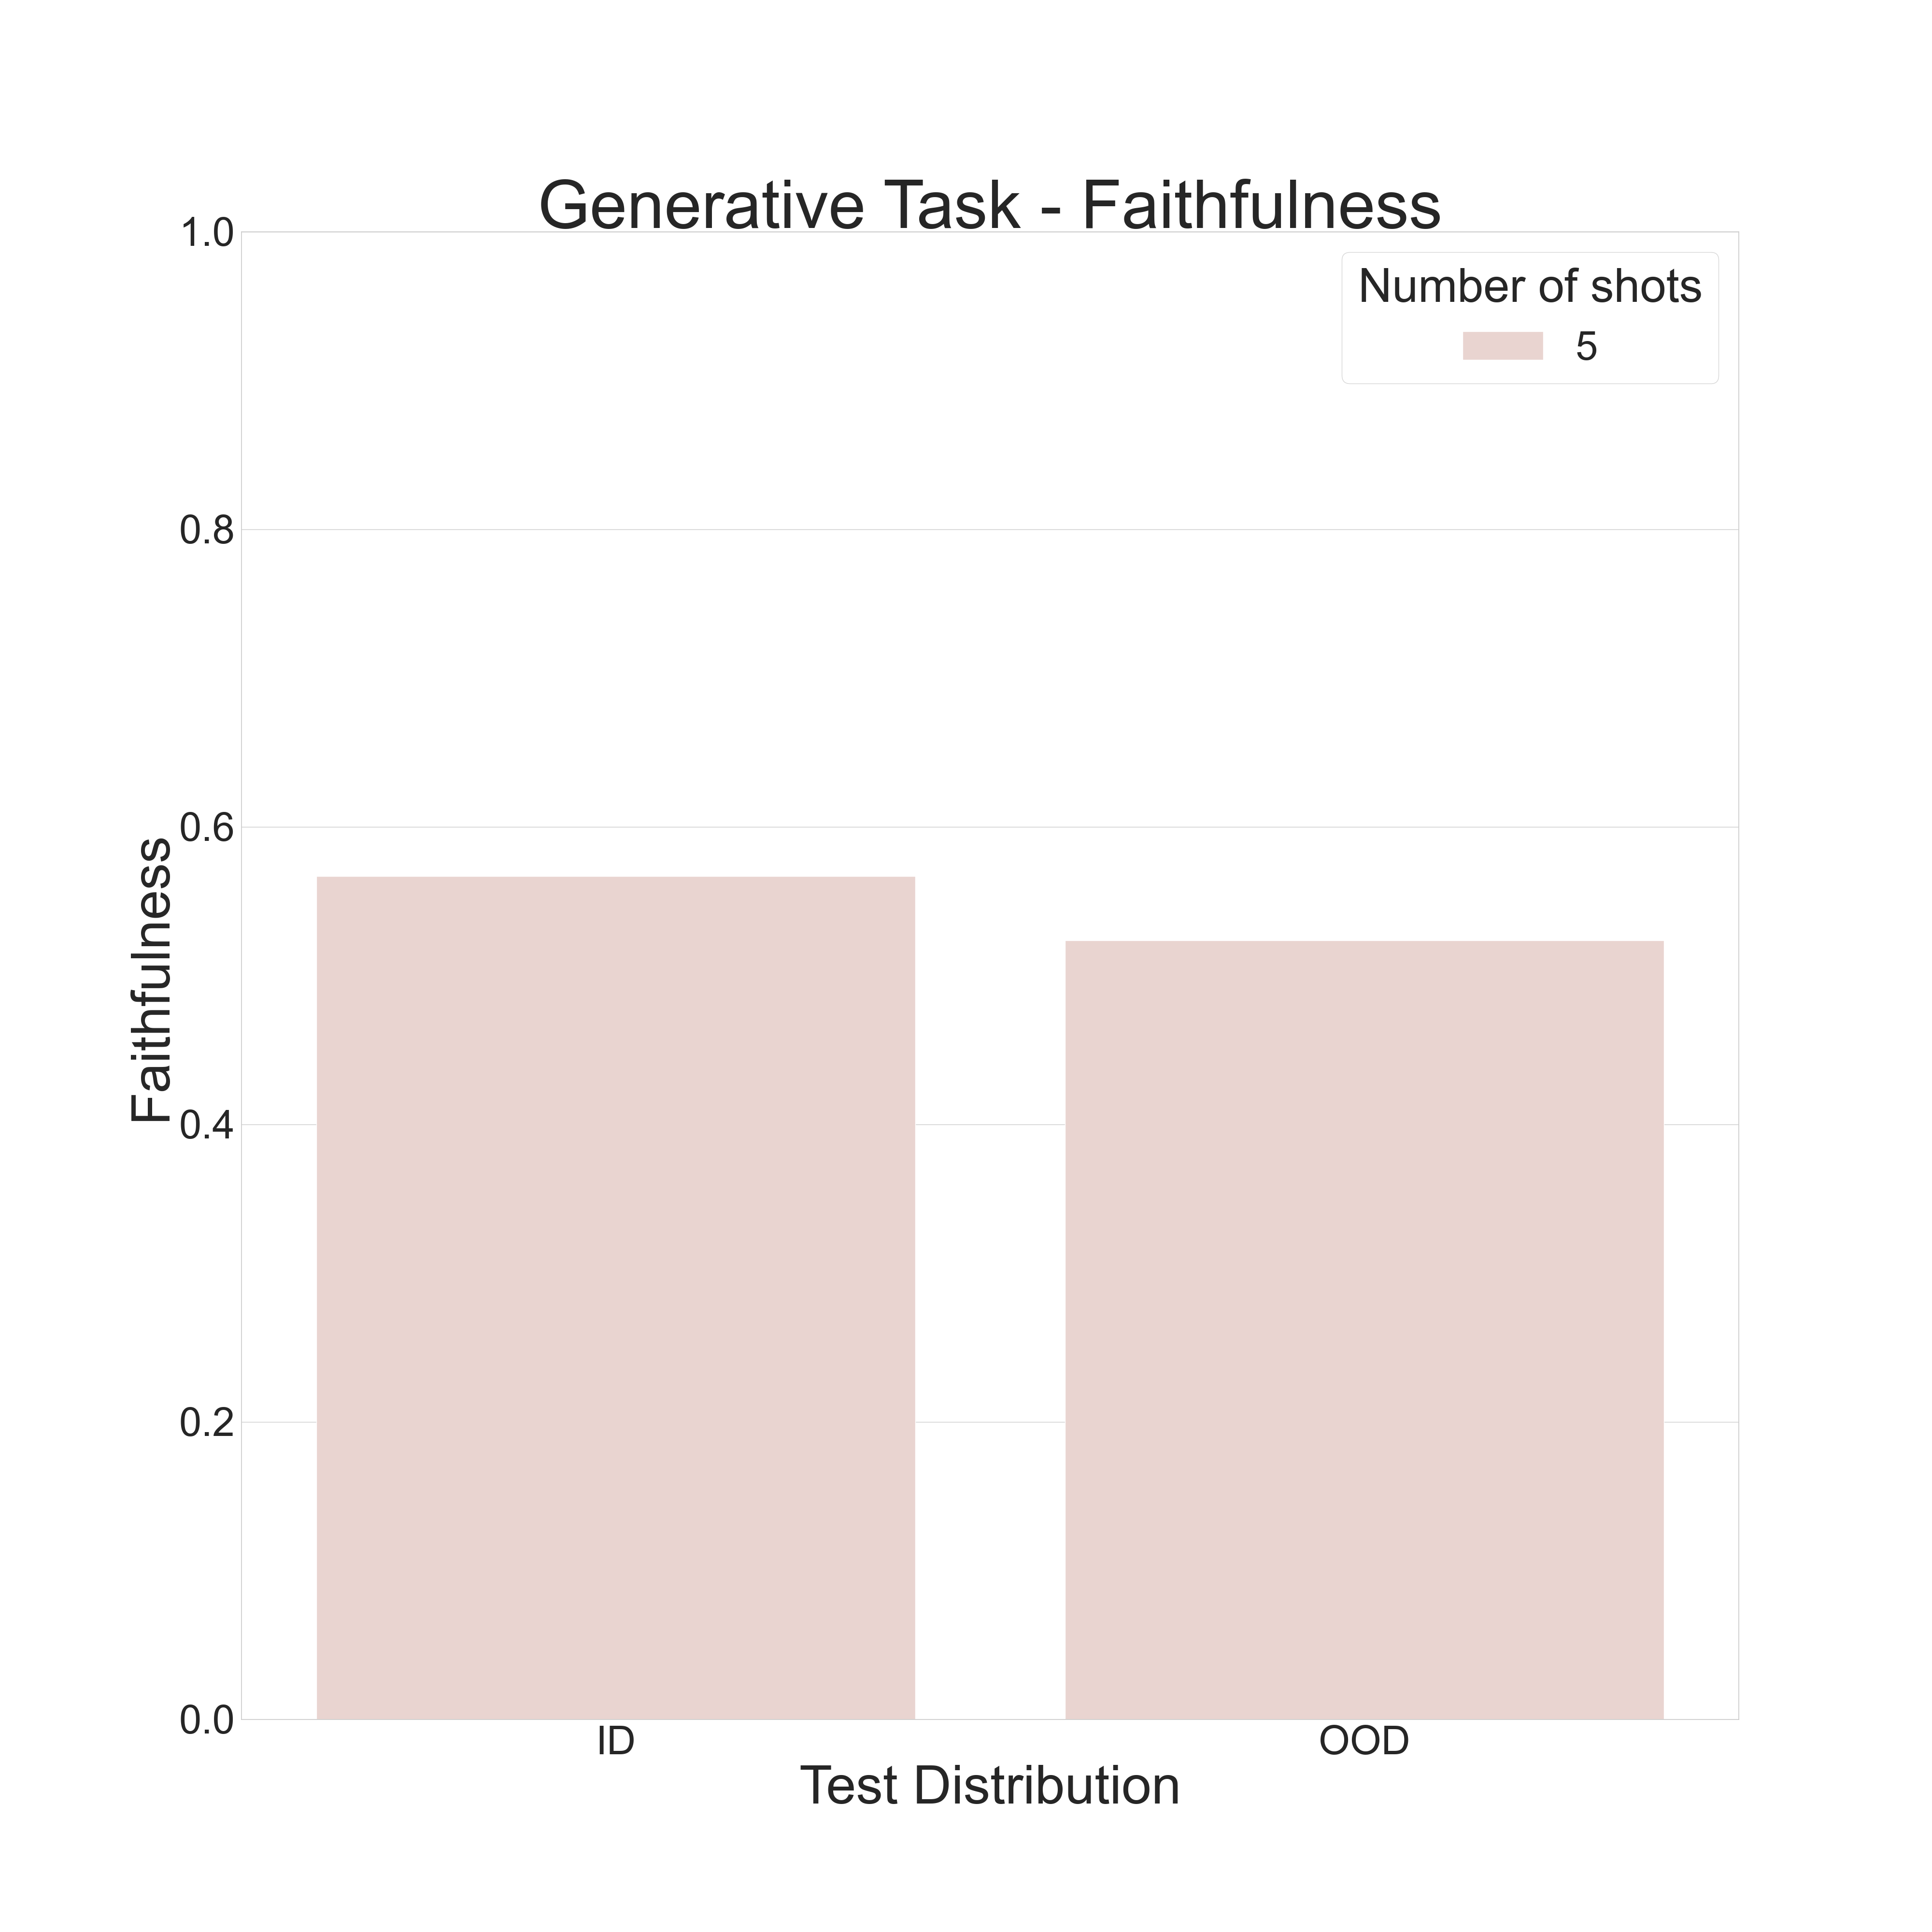 Generative Task - Faithfulness
Number of shots
5
1.0
0.8
0.6
0.4
0.2
0.0
Faithfulness
ID
OOD
Test Distribution